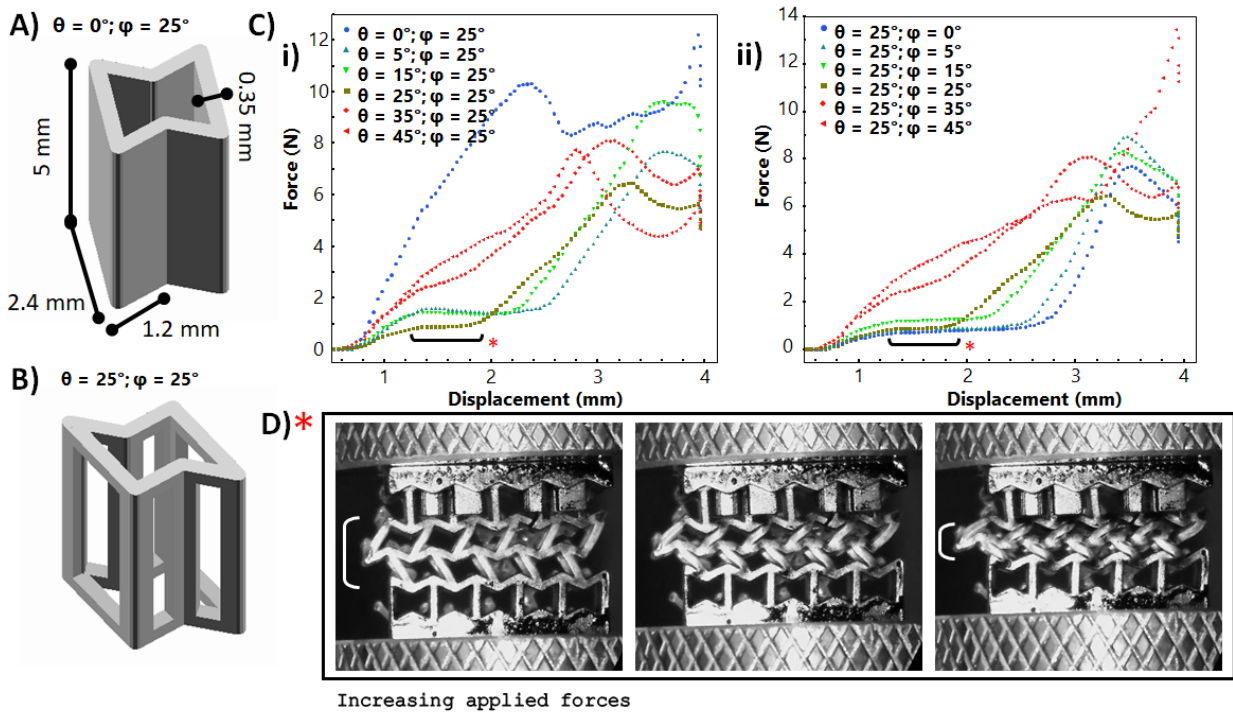 A) θ = 0°; φ = 25°
5 mm
0.35 mm
2.4 mm
1.2 mm
B)
θ = 25°; φ = 25°
C)
i)
θ = 0°; φ = 25°
θ = 5°; φ = 25°
θ = 15°; φ = 25°
θ = 25°; φ = 25°
θ = 35°; φ = 25°
θ = 45°; φ = 25°
Force (N)
12
10
8
6
4
2
0
*
1
2
3
4
Displacement (mm)
ii)
θ = 25°; φ = 0°
θ = 25°; φ = 5°
θ = 25°; φ = 15°
θ = 25°; φ = 25°
θ = 25°; φ = 35°
θ = 25°; φ = 45°
Force (N)
14
12
10
8
6
4
2
0
*
1
2
3
4
Displacement (mm)
D) *
Increasing applied forces